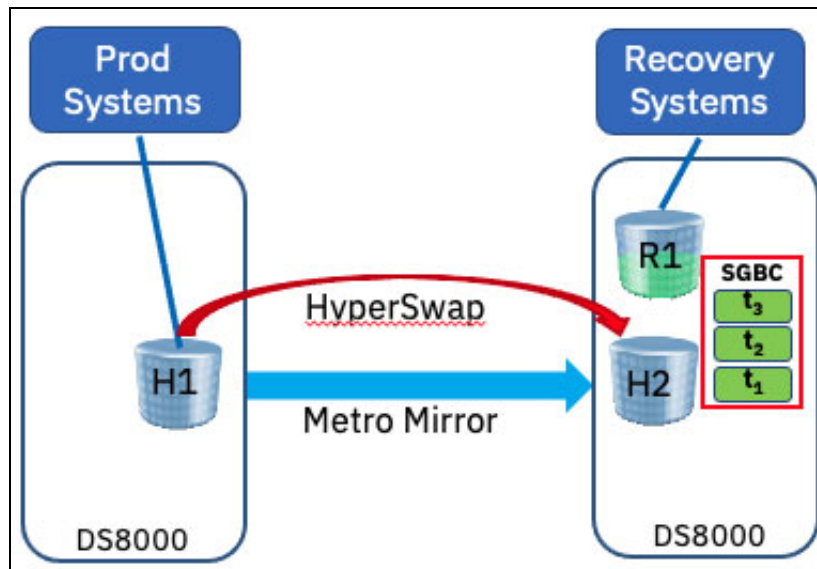 Prod
Systems
Recovery
Systems
R1
SGBC
t3
t2
t1
HyperSwap
H1
H2
Metro Mirror
DS8000
DS8000